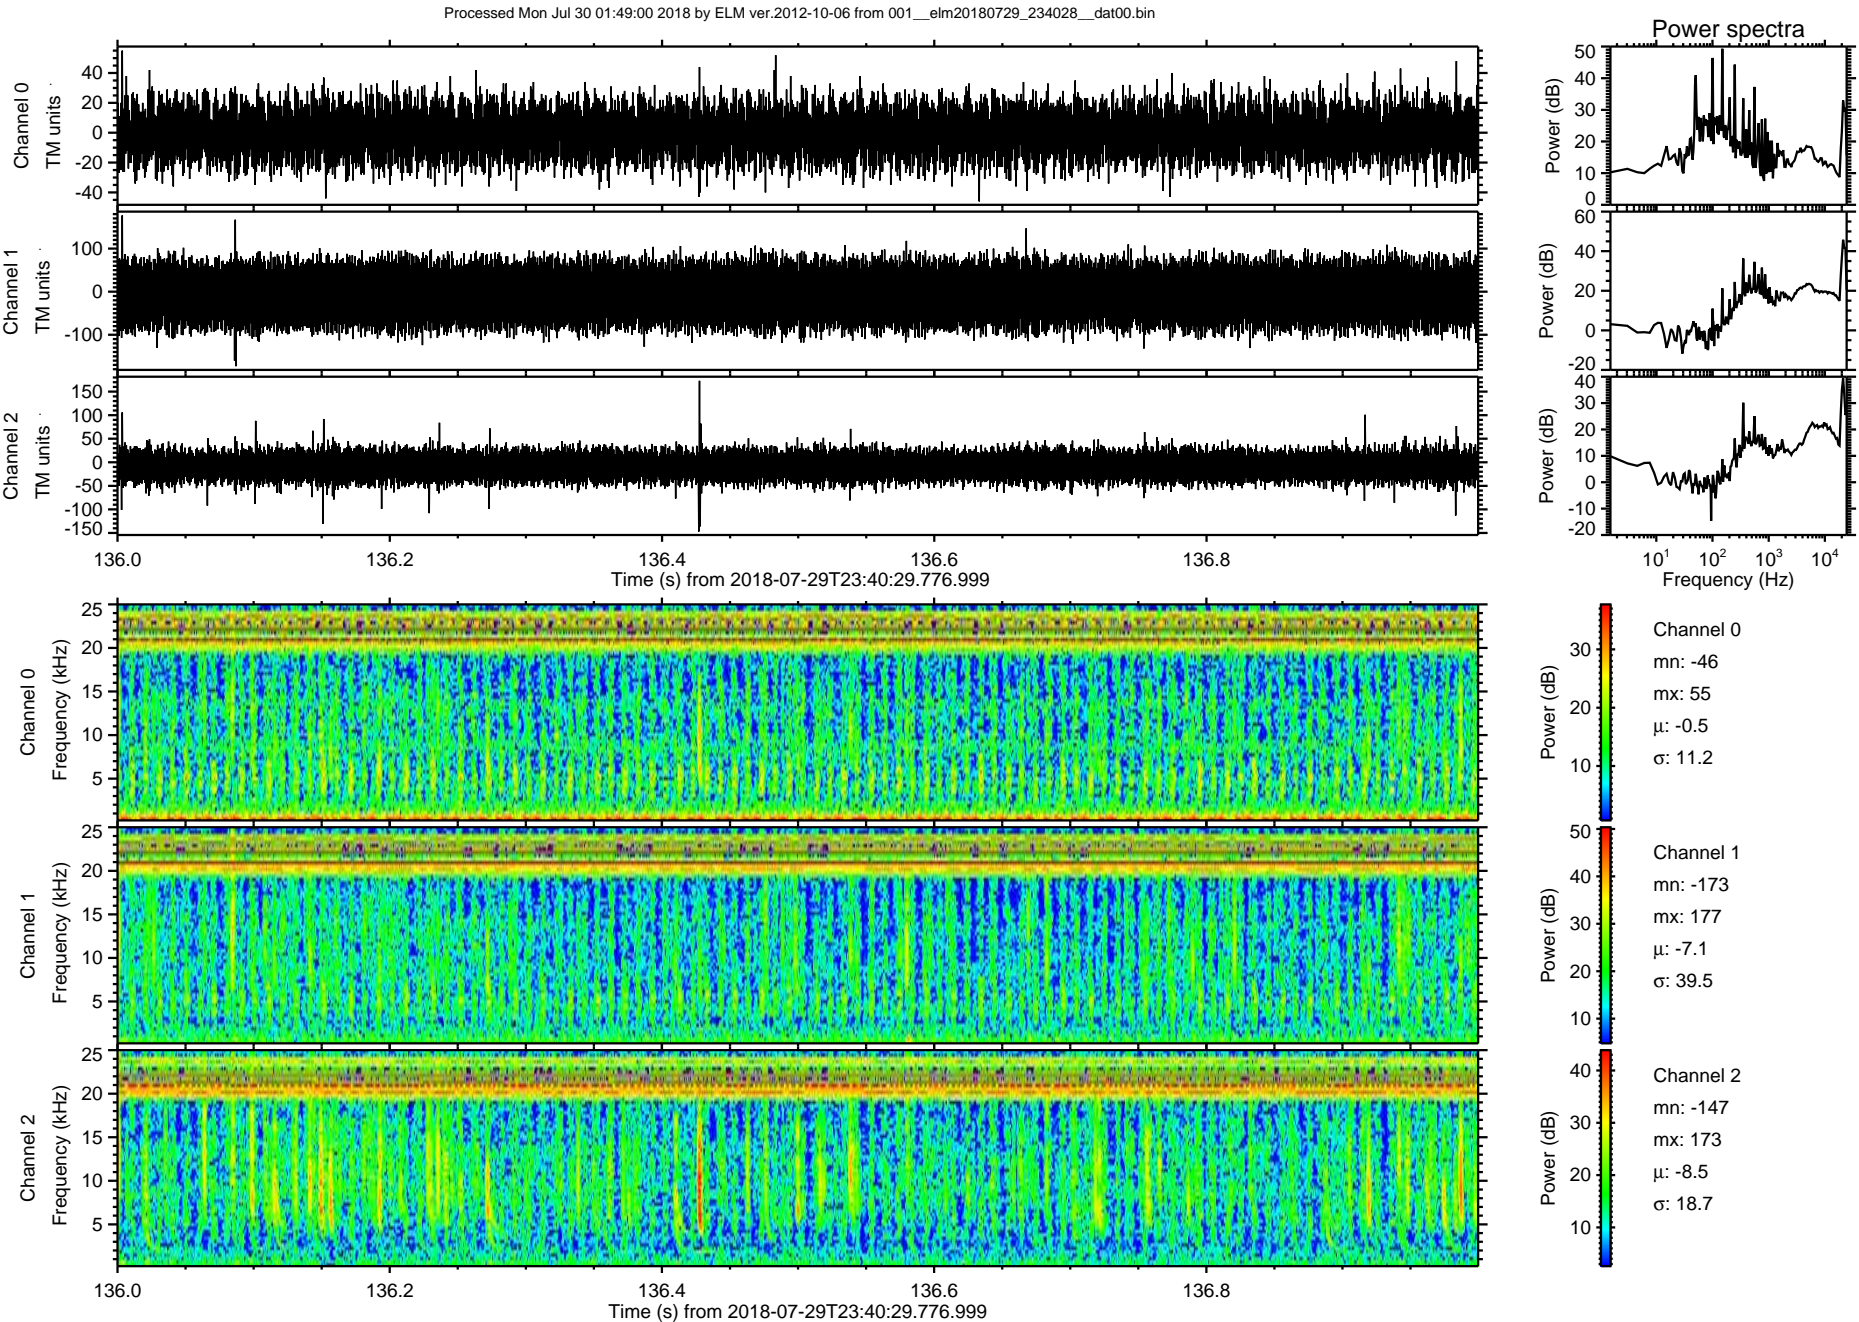 Processed Mon Jul 30 01:49:00 2018 by ELM ver.2012-10-06 from 001__elm20180729_234028__dat00.bin
Power spectra
Channel 0
TM units
40
20
0
-20
-40
Power (dB)
50
40
30
20
10
0
Channel 1
TM units
100
0
-100
Power (dB)
60
40
20
0
-20
Channel 2
TM units
150
100
50
0
-50
-100
-150
Power (dB)
40
30
20
10
0
-10
-20
136.0 136.2 136.4 136.6 136.8
Time (s) from 2018-07-29T23:40:29.776.999
10^1 10^2 10^3 10^4
Frequency (Hz)
Channel 0
Frequency (kHz)
25
20
15
10
5
Power (dB)
30
20
10
Channel 0
mn: -46
mx: 55
μ: -0.5
σ: 11.2
Channel 1
Frequency (kHz)
25
20
15
10
5
Power (dB)
50
40
30
20
10
Channel 1
mn: -173
mx: 177
μ: -7.1
σ: 39.5
Channel 2
Frequency (kHz)
25
20
15
10
5
Power (dB)
40
30
20
10
Channel 2
mn: -147
mx: 173
μ: -8.5
σ: 18.7
136.0 136.2 136.4 136.6 136.8
Time (s) from 2018-07-29T23:40:29.776.999